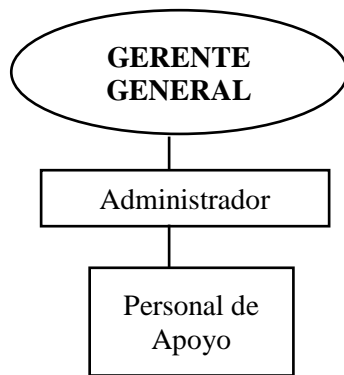 GERENTE
GENERAL
Administrador
Personal de
Apoyo